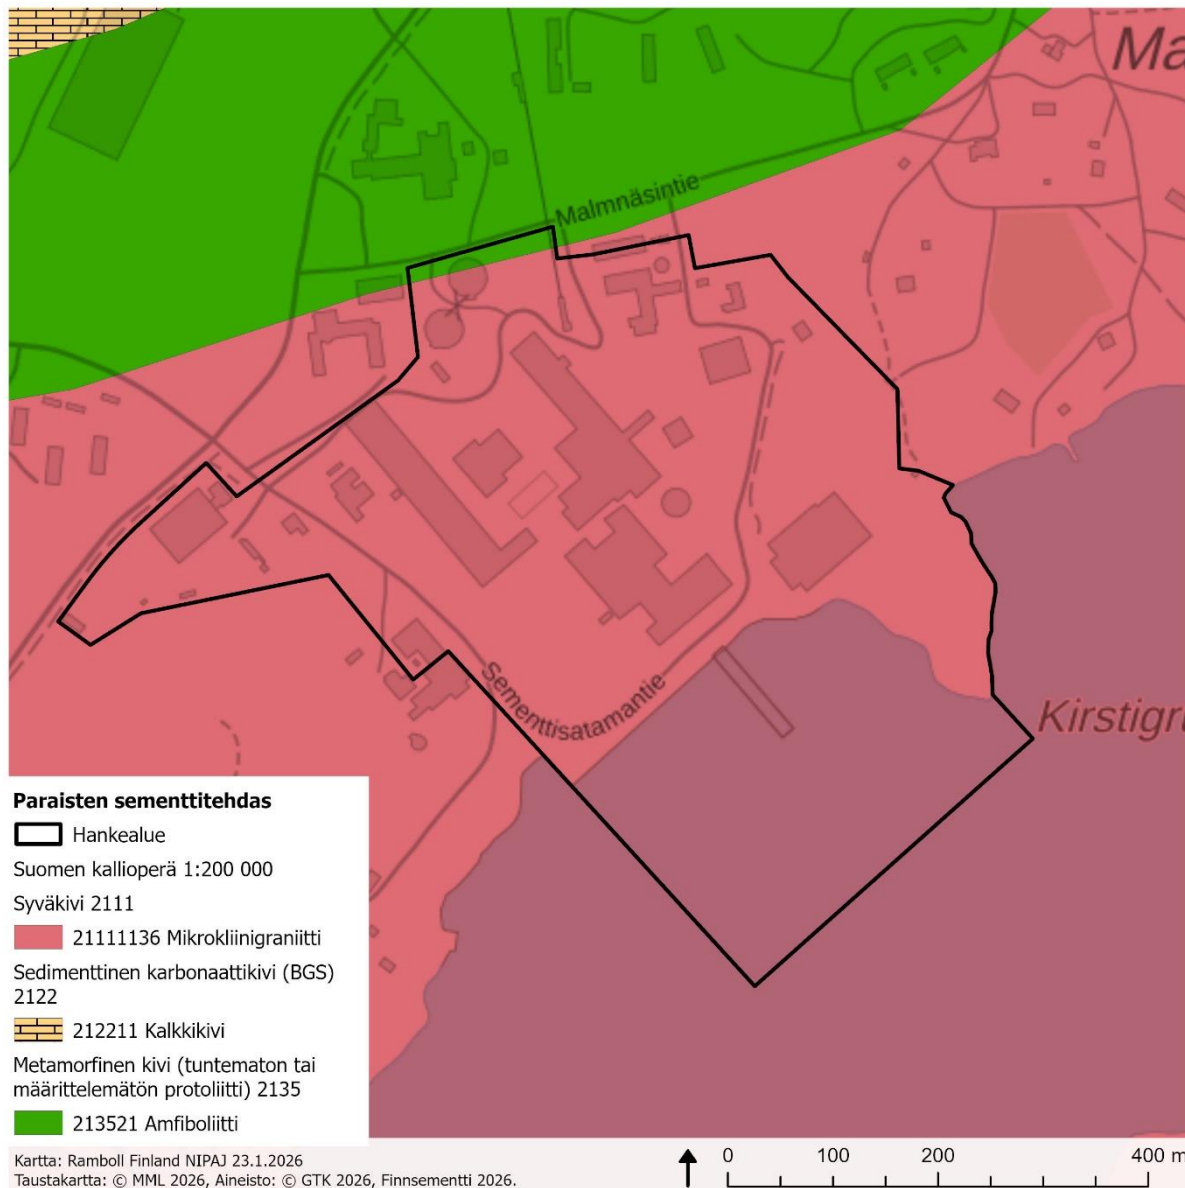 Ma
Malmnäsintie
Kirstigru
Sementtisatamantie
Paraisten sementtitehdas
Hankealue
Suomen kallioperä 1:200 000
Syväkivi 2111
21111136 Mikrokliinigraniitti
Sedimenttinen karbonaattikivi (BGS)
2122
212211 Kalkkikivi
Metamorfinen kivi (tuntematon tai
määrittelemätön protoliitti) 2135
213521 Amfiboliitti
Kartta: Ramboll Finland NIPAJ 23.1.2026
Taustakartta: © MML 2026, Aineisto: © GTK 2026, Finnsementti 2026.
0 100 200 400 m